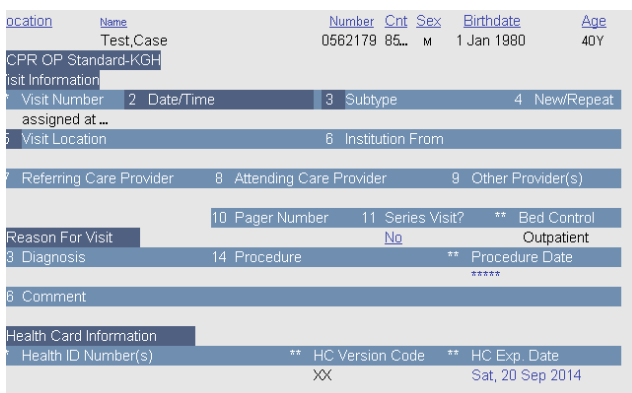 ocation Name Number Cnt Sex Birthdate Age
Test,Case 0562179 85... M 1 Jan 1980 40Y
CPR OP Standard-KGH
isit Information
* Visit Number 2 Date/Time 3 Subtype 4 New/Repeat
assigned at ...
5 Visit Location 6 Institution From
7 Referring Care Provider 8 Attending Care Provider 9 Other Provider(s)
10 Pager Number 11 Series Visit? ** Bed Control
Reason For Visit No Outpatient
3 Diagnosis 14 Procedure ** Procedure Date
*****
6 Comment
Health Card Information
* Health ID Number(s) ** HC Version Code ** HC Exp. Date
XX Sat, 20 Sep 2014